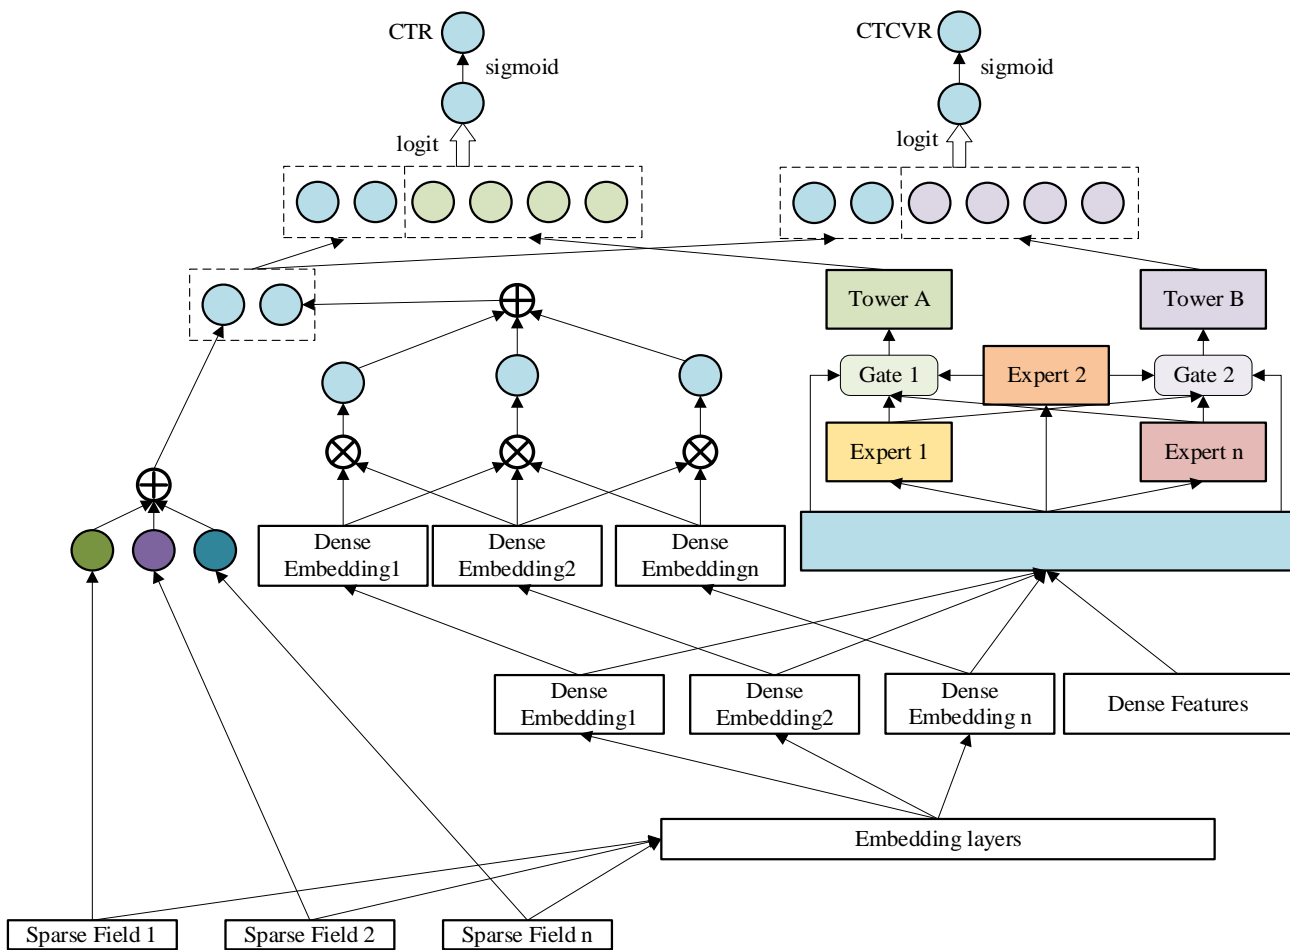 CTR
CTCVR
sigmoid
sigmoid
logit
logit
Tower A
Tower B
Gate 1
Expert 2
Gate 2
Expert 1
Expert n
Dense
Embedding1
Dense
Embedding2
Dense
Embeddingn
Dense
Embedding1
Dense
Embedding2
Dense
Embedding n
Dense Features
Embedding layers
Sparse Field 1
Sparse Field 2
Sparse Field n